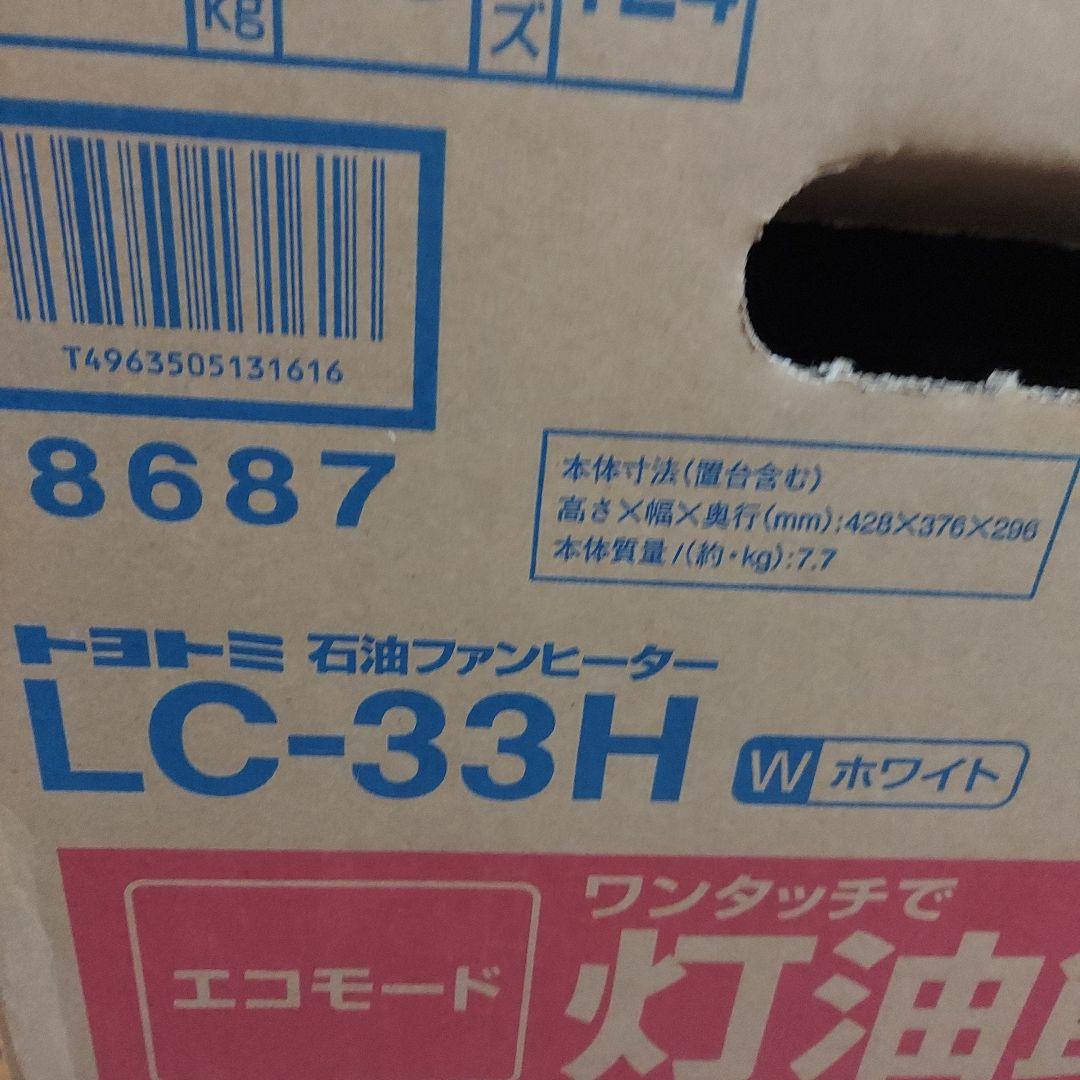 kg
ズ
T4963505131616
8687
本体寸法(置台含む)
高さ×幅×奥行(mm):428×376×296
本体質量/(約・kg):7.7
トヨトミ 石油ファンヒーター
LC-33H W ホワイト
ワンタッチで
エコモード
灯油